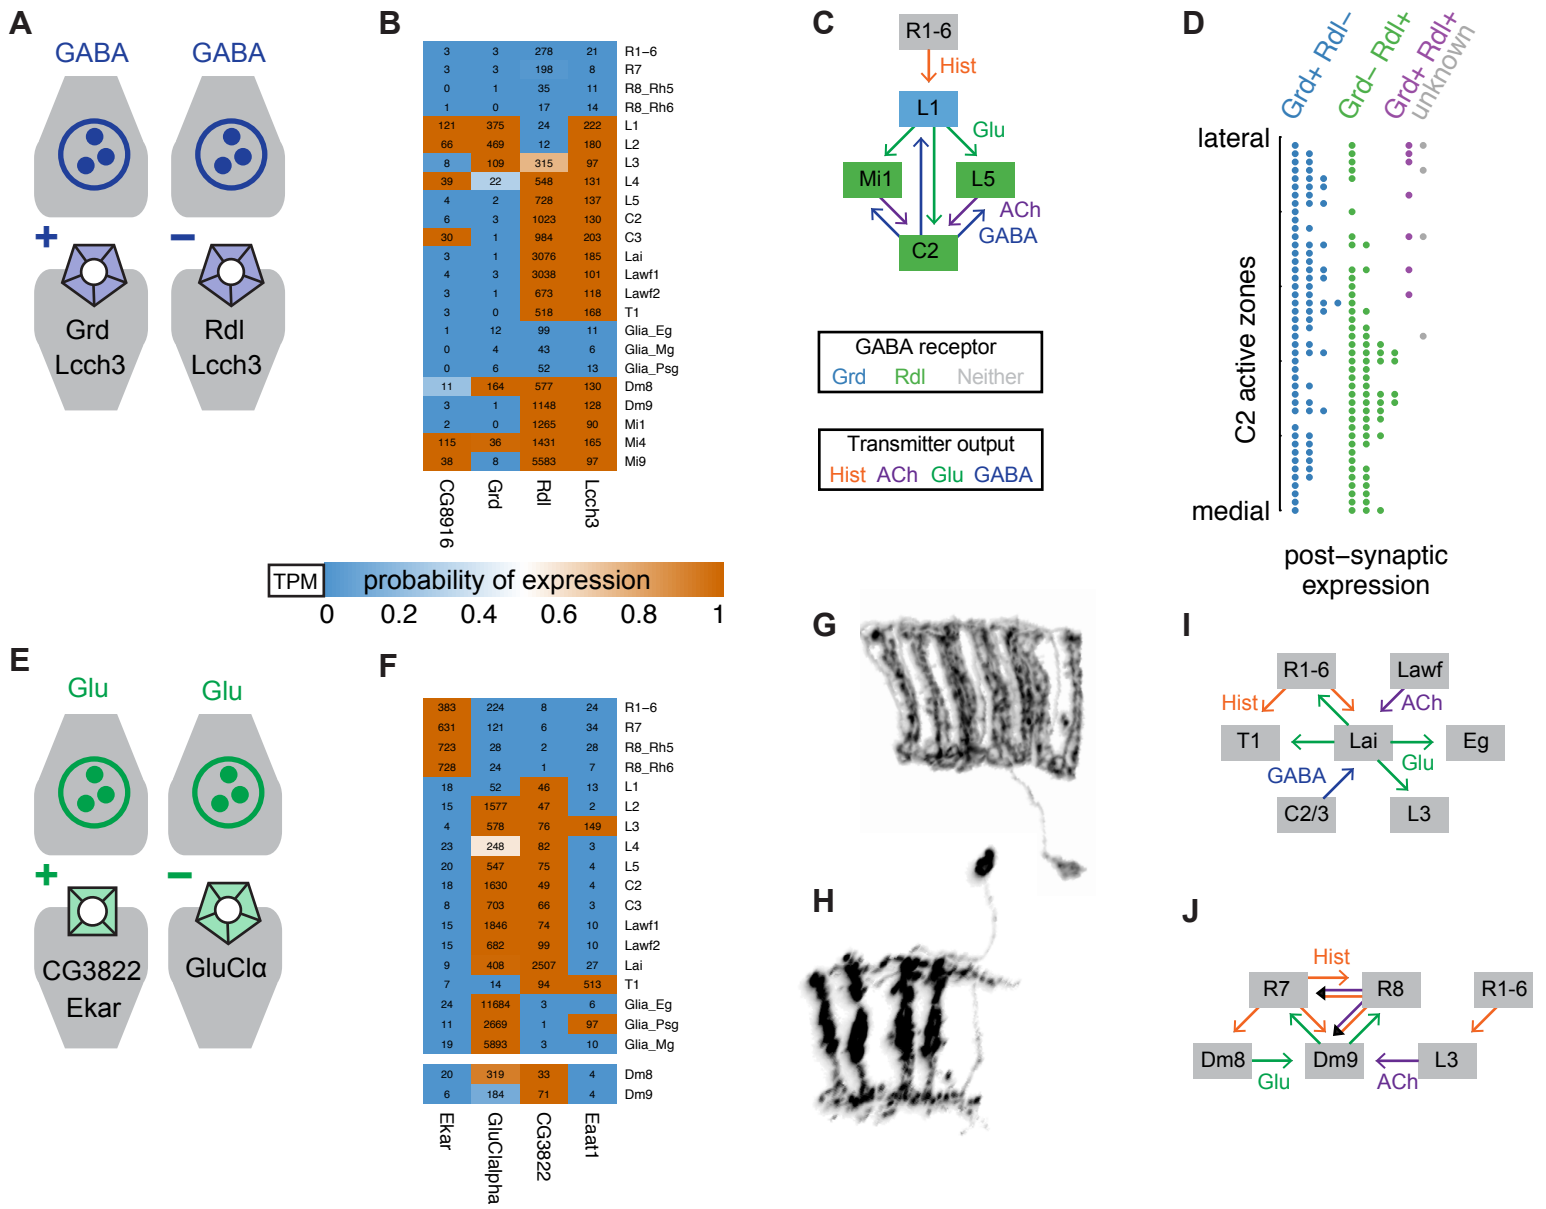 A
GABA
GABA
+
−
Grd
Lcch3
Rdl
Lcch3
B
3 3 278 21 R1−6
3 3 198 8 R7
0 1 35 11 R8_Rh5
1 0 17 14 R8_Rh6
121 375 24 222 L1
66 469 12 180 L2
8 109 315 97 L3
39 22 548 131 L4
4 2 728 137 L5
6 3 1023 130 C2
30 1 984 203 C3
3 1 3076 185 Lai
4 3 3038 101 Lawf1
3 1 673 118 Lawf2
3 0 518 168 T1
1 12 99 11 Glia_Eg
0 4 43 6 Glia_Mg
0 6 52 13 Glia_Psg
11 164 577 130 Dm8
3 1 1148 128 Dm9
2 0 1265 90 Mi1
115 36 1431 165 Mi4
38 8 5583 97 Mi9
CG8916 Grd Rdl Lcch3
TPM probability of expression
0 0.2 0.4 0.6 0.8 1
C
R1-6
Hist
L1
Glu
Mi1
L5
ACh
GABA
C2
GABA receptor
Grd Rdl Neither
Transmitter output
Hist ACh Glu GABA
D
Grd+ Rdl−
Grd− Rdl+
Grd+ Rdl+
unknown
lateral
C2 active zones
medial
post−synaptic
expression
E
Glu
Glu
+
−
CG3822
Ekar
GluClα
F
383 224 8 24 R1−6
631 121 6 34 R7
723 28 2 28 R8_Rh5
728 24 1 7 R8_Rh6
18 52 46 13 L1
15 1577 47 2 L2
4 578 76 149 L3
23 248 82 3 L4
20 547 75 4 L5
18 1630 49 4 C2
8 703 66 3 C3
15 1846 74 10 Lawf1
15 682 99 10 Lawf2
9 408 2507 27 Lai
7 14 94 513 T1
24 11684 3 6 Glia_Eg
11 2669 1 97 Glia_Psg
19 5893 3 10 Glia_Mg
20 319 33 4 Dm8
6 184 71 4 Dm9
Ekar GluClalpha CG3822 Eaat1
G
H
I
R1-6
Lawf
Hist
ACh
T1
Lai
Eg
GABA
Glu
C2/3
L3
J
Hist
R7
R8
R1-6
Dm8
Dm9
L3
Glu
ACh